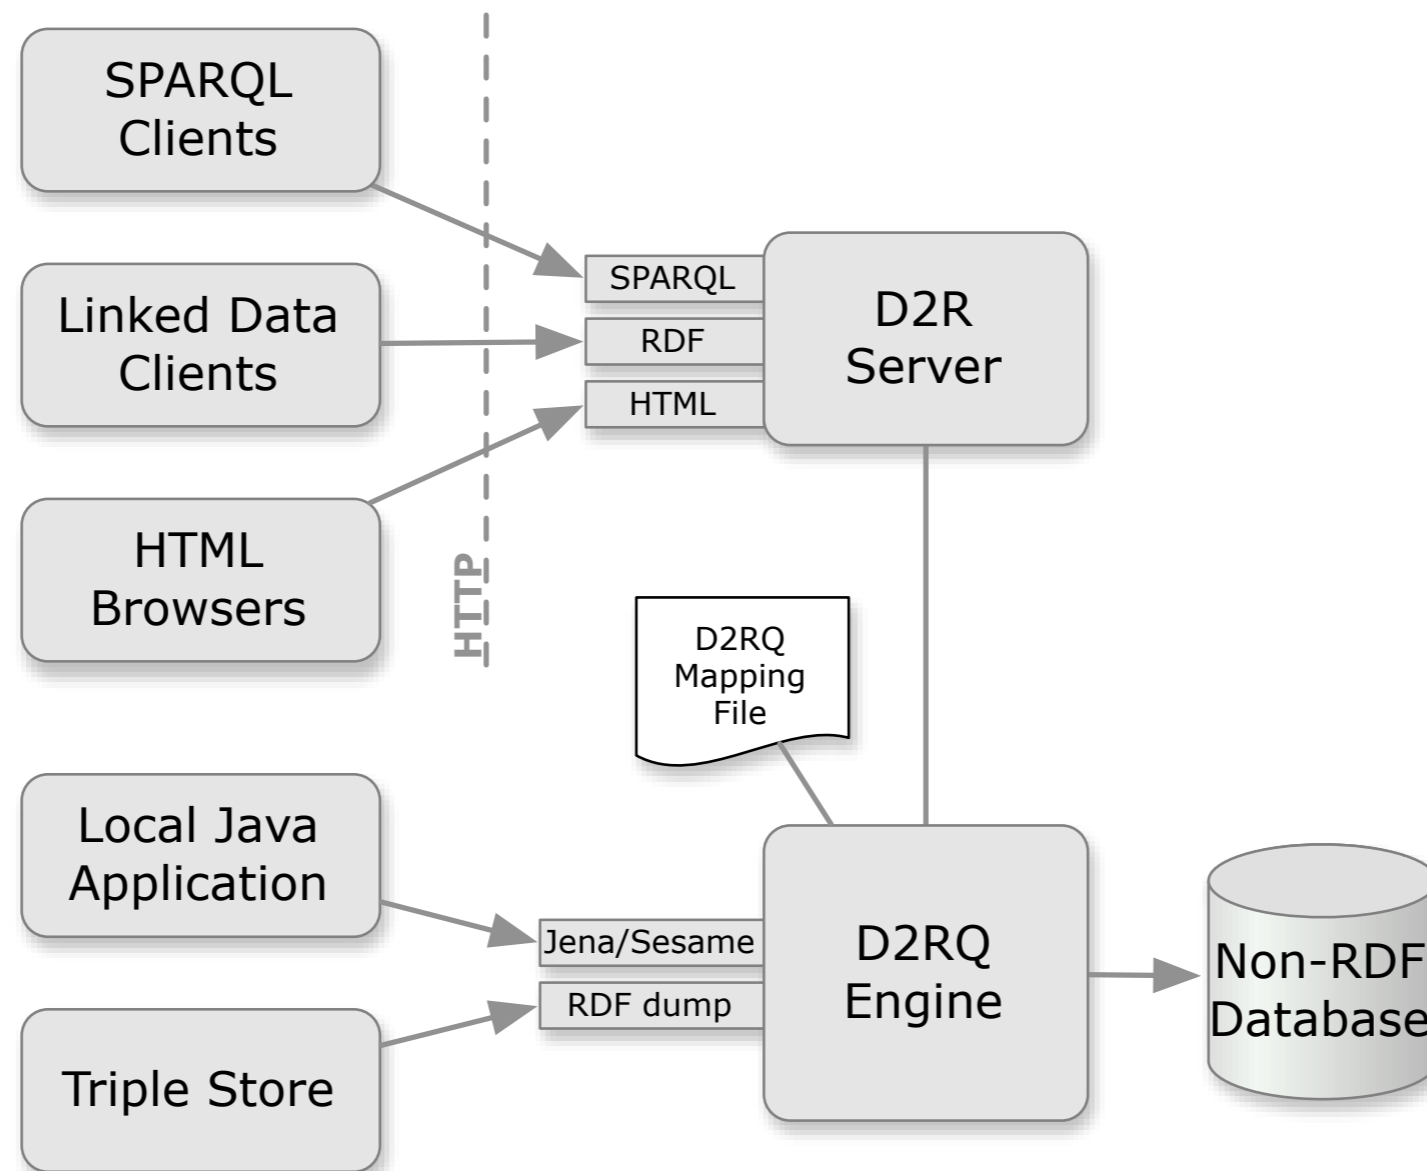 SPARQL
Clients
Linked Data
Clients
HTML
Browsers
HTTP
SPARQL
RDF
HTML
D2R
Server
D2RQ
Mapping
File
Local Java
Application
Triple Store
Jena/Sesame
RDF dump
D2RQ
Engine
Non-RDF
Database